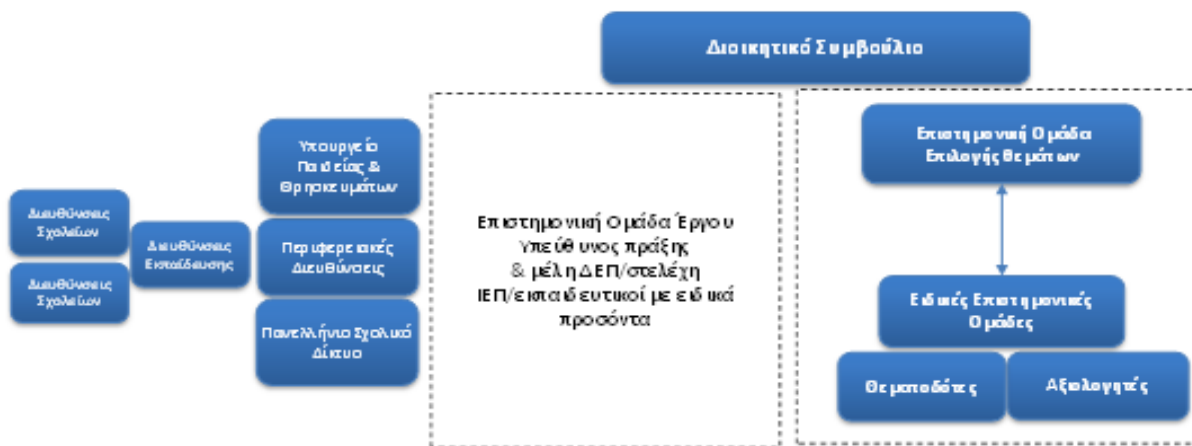 Διοικητικό Συμβούλιο
Υπουργείο
Παιδείας &
Θρησκευμάτων
Διευθύνσεις
Σχολείων
Διευθύνσεις
Σχολείων
Διευθύνσεις
Εκπαίδευσης
Περιφερειακές
Διευθύνσεις
Πανελλήνιο Σχολικό
Δίκτυο
Επιστημονική Ομάδα Έργου
Υπεύθυνος πράξης
& μέλη ΔΕΠ/στελέχη
ΙΕΠ/εκπαιδευτικοί με ειδικά
προσόντα
Επιστημονική Ομάδα
Επιλογής Θεμάτων
Ειδικές Επιστημονικές
Ομάδες
Θεματοδότες
Αξιολογητές